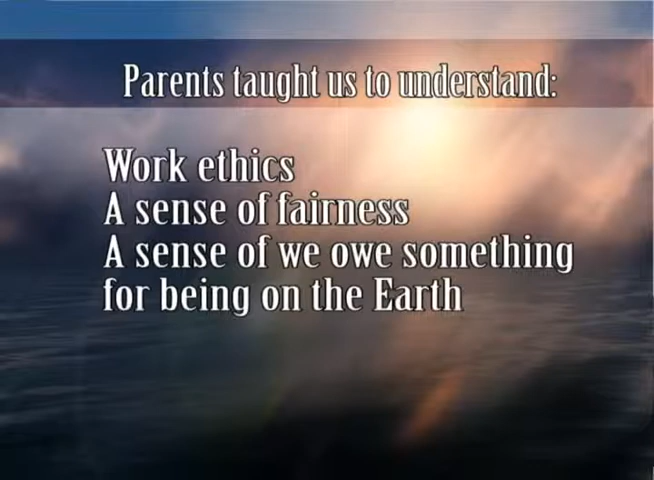 Parents taught us to understand:
Work ethics
A sense of fairness
A sense of we owe something
for being on the Earth